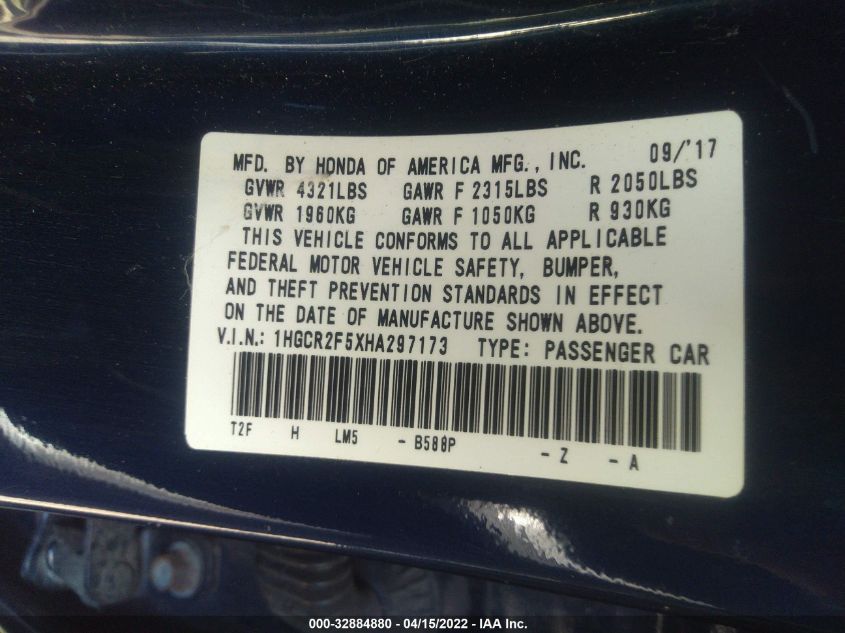 MFD. BY HONDA OF AMERICA MFG., INC. 09/'17
GVWR 4321LBS GAWR F 2315LBS R 2050LBS
GVWR 1960KG GAWR F 1050KG R 930KG
THIS VEHICLE CONFORMS TO ALL APPLICABLE
FEDERAL MOTOR VEHICLE SAFETY, BUMPER,
AND THEFT PREVENTION STANDARDS IN EFFECT
ON THE DATE OF MANUFACTURE SHOWN ABOVE.
V.I.N.: 1HGCR2F5XHA297173 TYPE: PASSENGER CAR
T2F H LM5 - B588P - Z - A
000-32884880 - 04/15/2022 - IAA Inc.